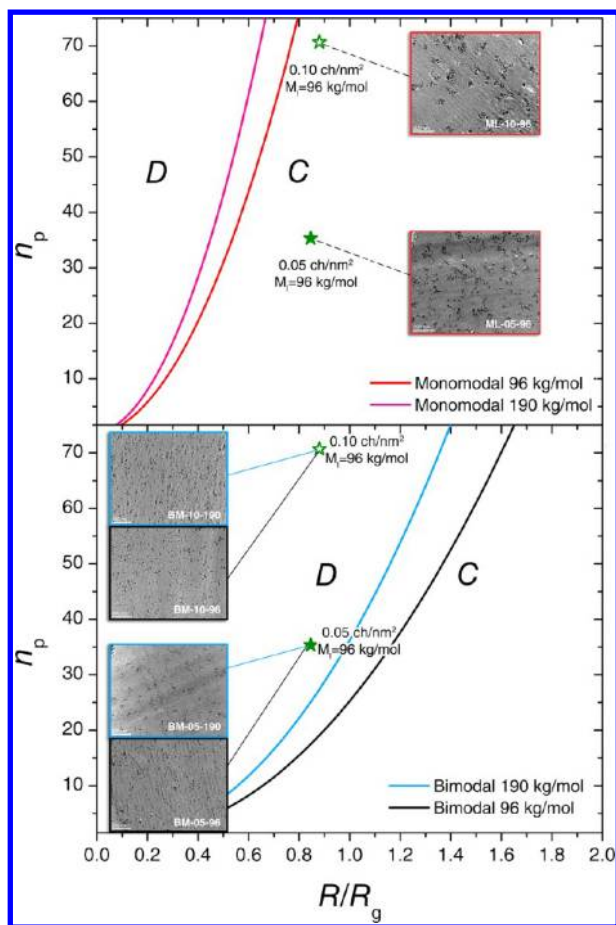 70
60
50
40
30
20
10
n_p
D
C
0.10 ch/nm²
M_i=96 kg/mol
ML-10-96
0.05 ch/nm²
M_i=96 kg/mol
ML-05-96
Monomodal 96 kg/mol
Monomodal 190 kg/mol
70
60
50
40
30
20
10
n_p
BM-10-190
BM-10-96
0.10 ch/nm²
M_i=96 kg/mol
D
C
BM-05-190
BM-05-96
0.05 ch/nm²
M_i=96 kg/mol
Bimodal 190 kg/mol
Bimodal 96 kg/mol
0.0 0.2 0.4 0.6 0.8 1.0 1.2 1.4 1.6 1.8 2.0
R/R_g